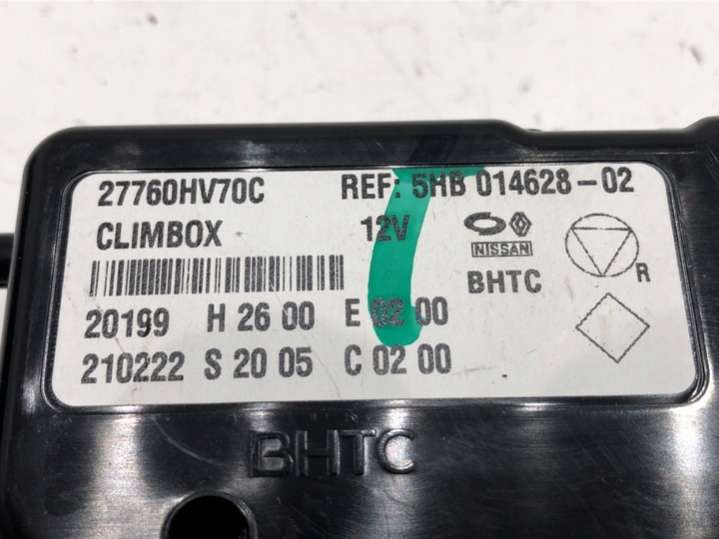 27760HV70C REF: 5HB 014628-02
CLIMBOX 12V
NISSAN
BHTC
R
20199 H 26 00 E 02 00
210222 S 20 05 C 02 00
BHTC